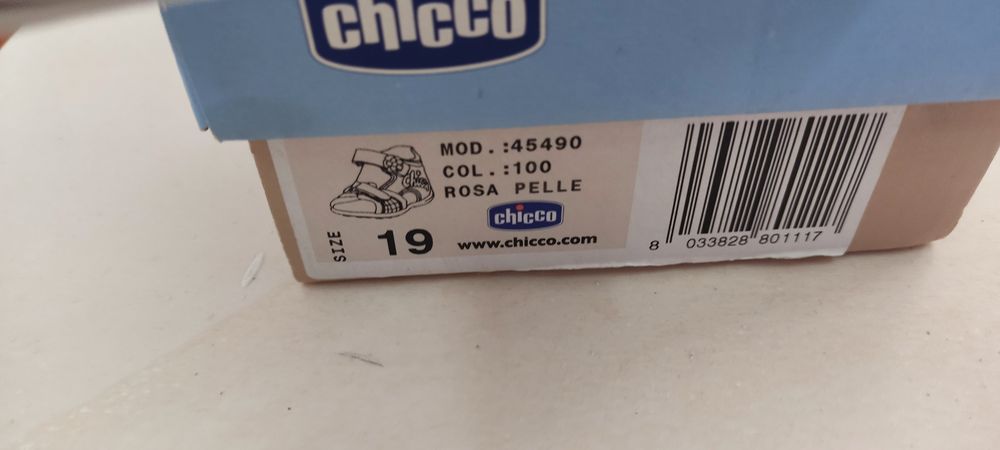 chicco
MOD.:45490
COL.:100
ROSA PELLE
chicco
SIZE
19
www.chicco.com
8 033828 801117